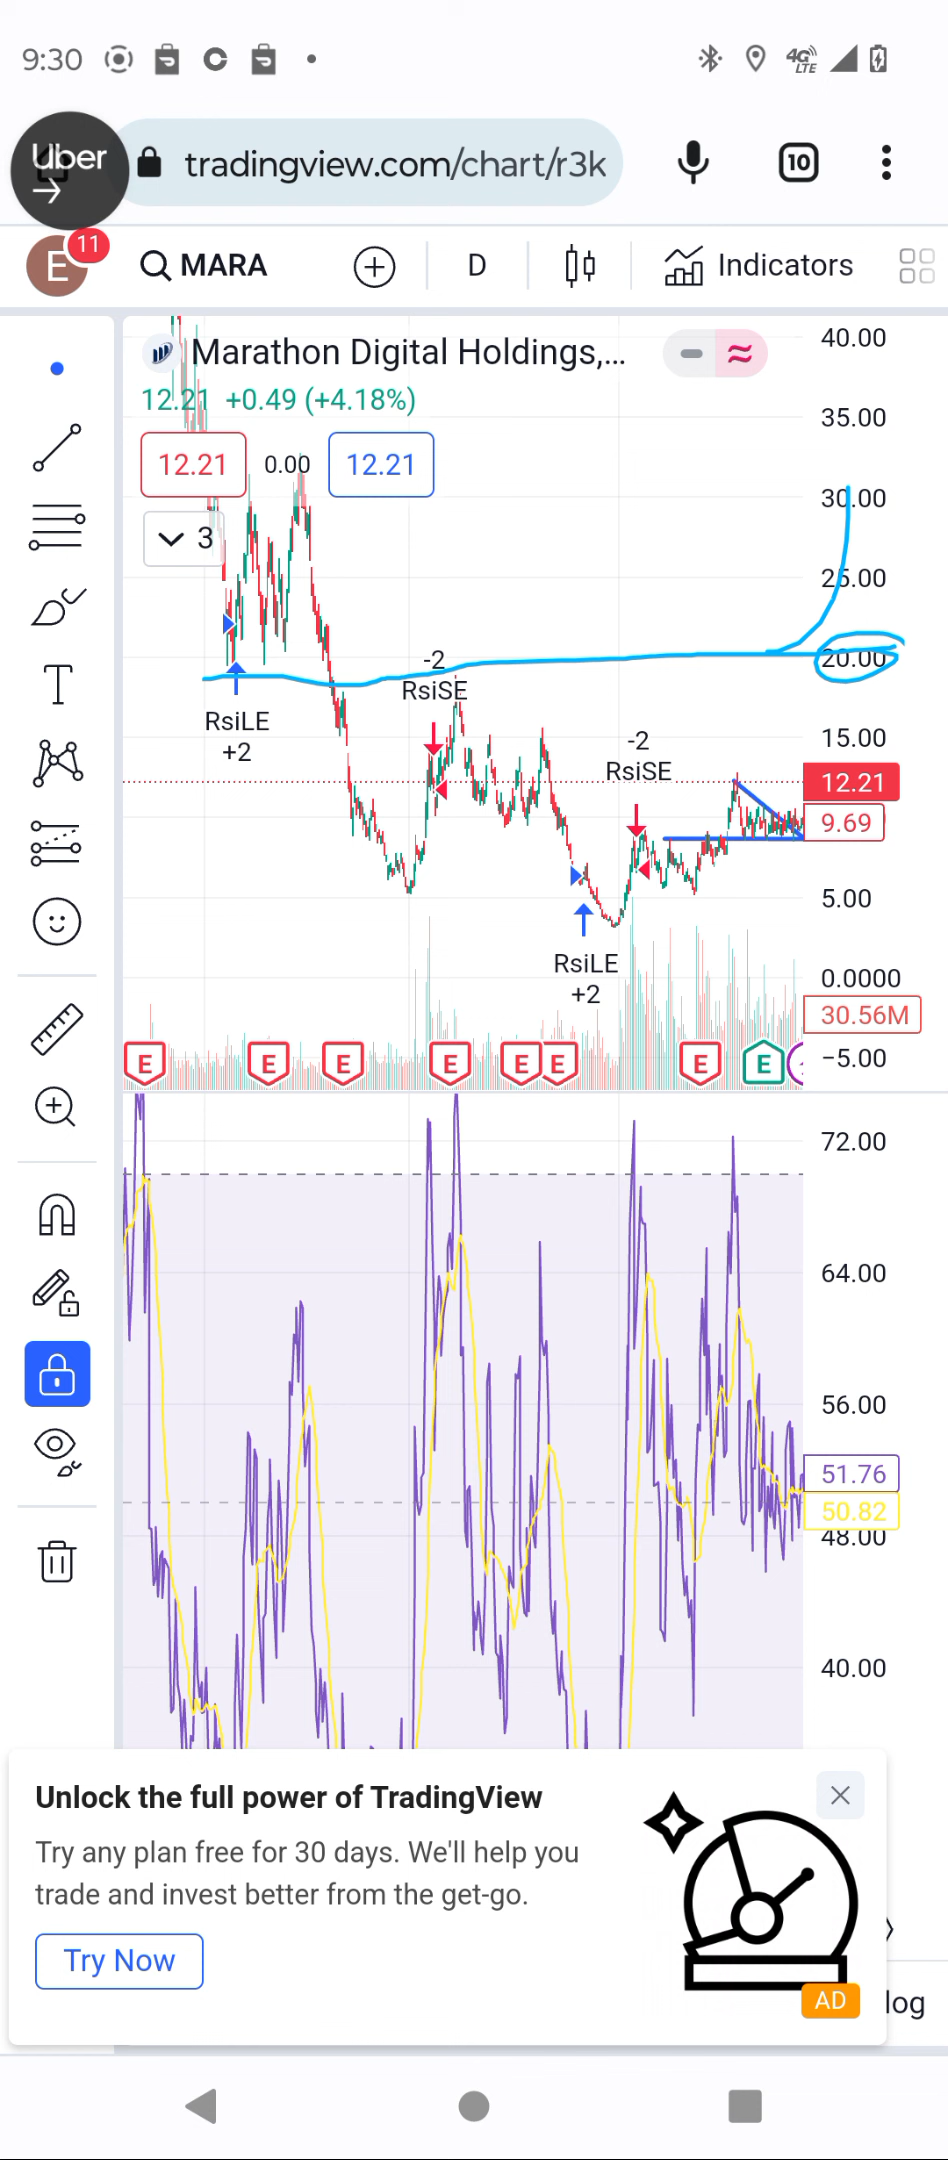 9:30
4G
LTE
Uber
tradingview.com/chart/r3k
10
E
11
MARA
D
Indicators
Marathon Digital Holdings,...
12.21 +0.49 (+4.18%)
12.21
0.00
12.21
3
40.00
35.00
30.00
25.00
20.00
15.00
12.21
9.69
5.00
0.0000
30.56M
−5.00
RsiLE
+2
-2
RsiSE
-2
RsiSE
RsiLE
+2
E
E
E
E
E
E
E
E
72.00
64.00
56.00
51.76
50.82
48.00
40.00
Unlock the full power of TradingView
Try any plan free for 30 days. We'll help you
trade and invest better from the get-go.
Try Now
AD
log